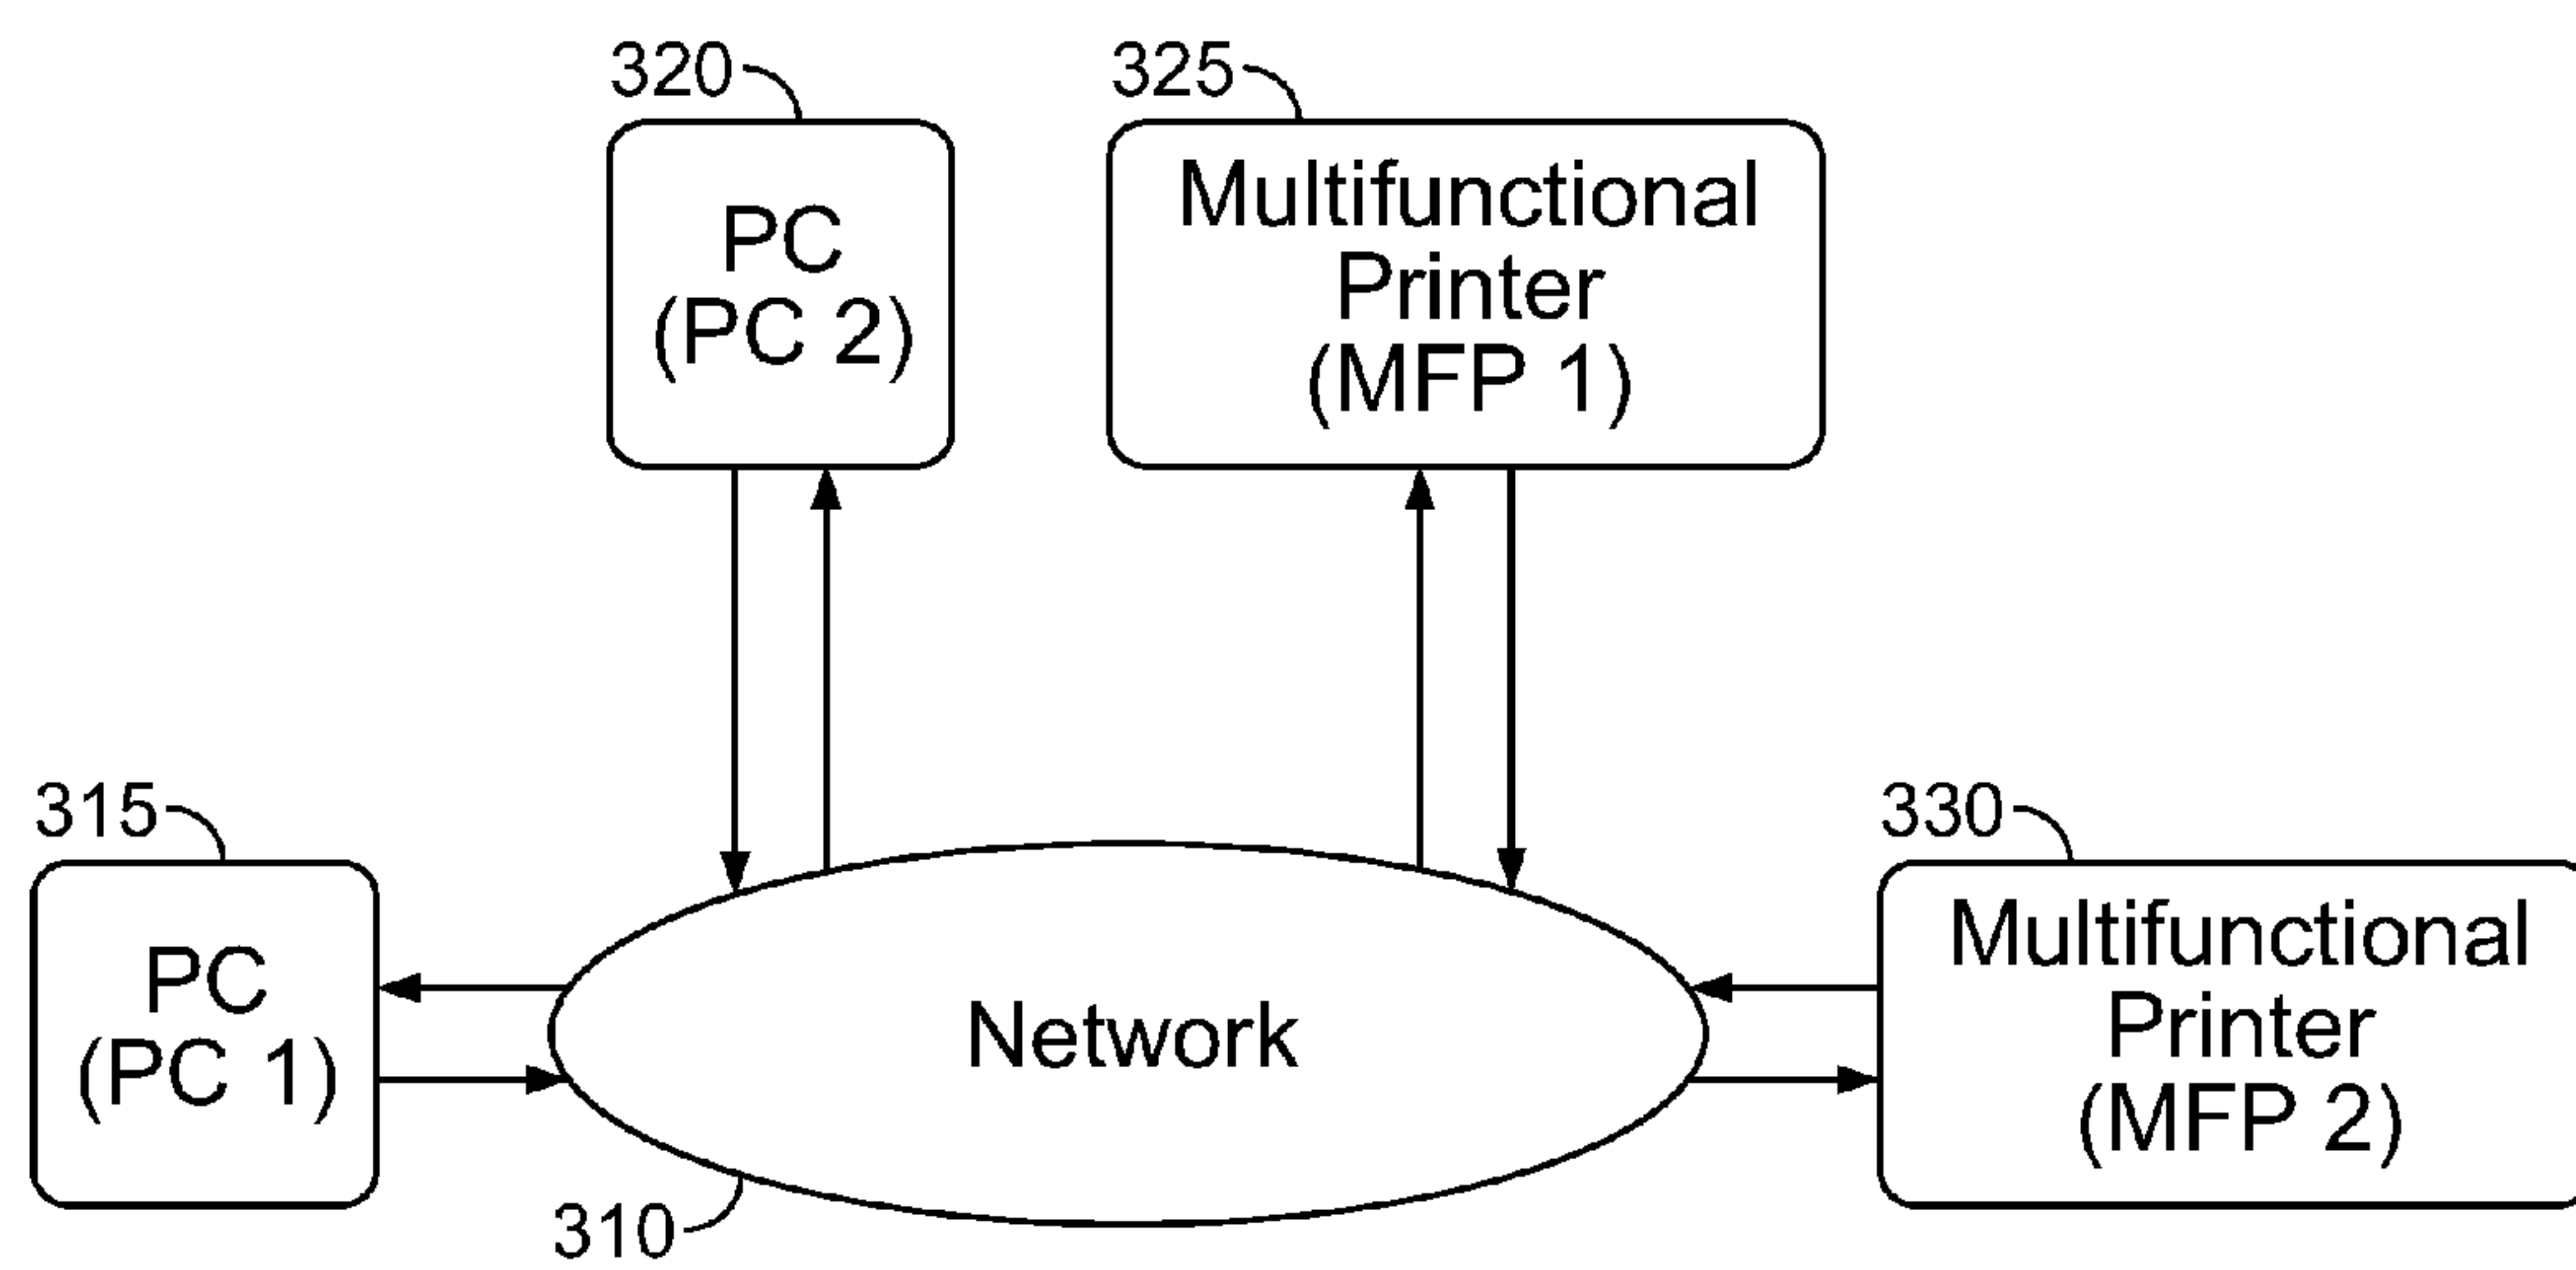 320
325
PC
(PC 2)
Multifunctional
Printer
(MFP 1)
315
330
PC
(PC 1)
Network
Multifunctional
Printer
(MFP 2)
310